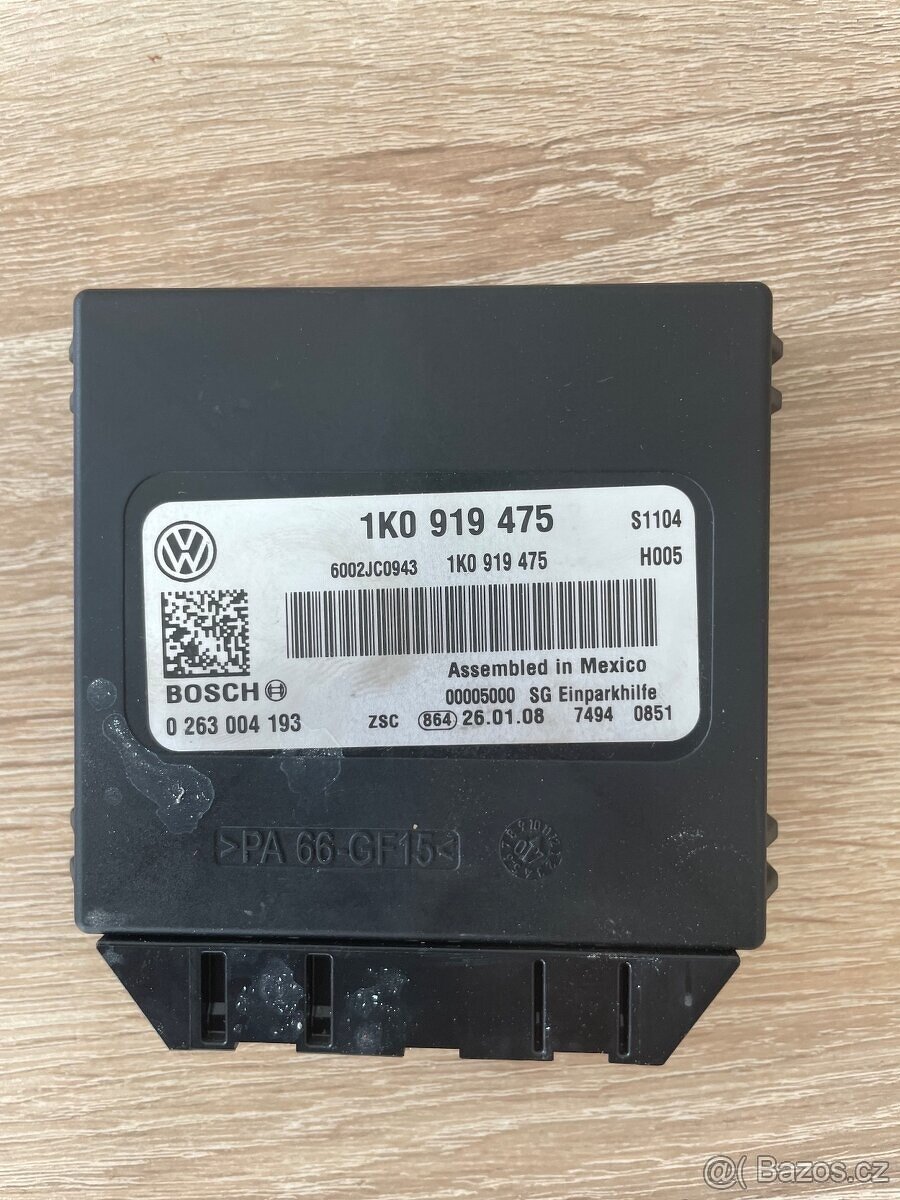 1K0 919 475
S1104
6002JC0943 1K0 919 475
H005
Assembled in Mexico
BOSCH
00005000 SG Einparkhilfe
0 263 004 193
ZSC 864 26.01.08 7494 0851
>PA 66-GF15<
@( Bazos.cz